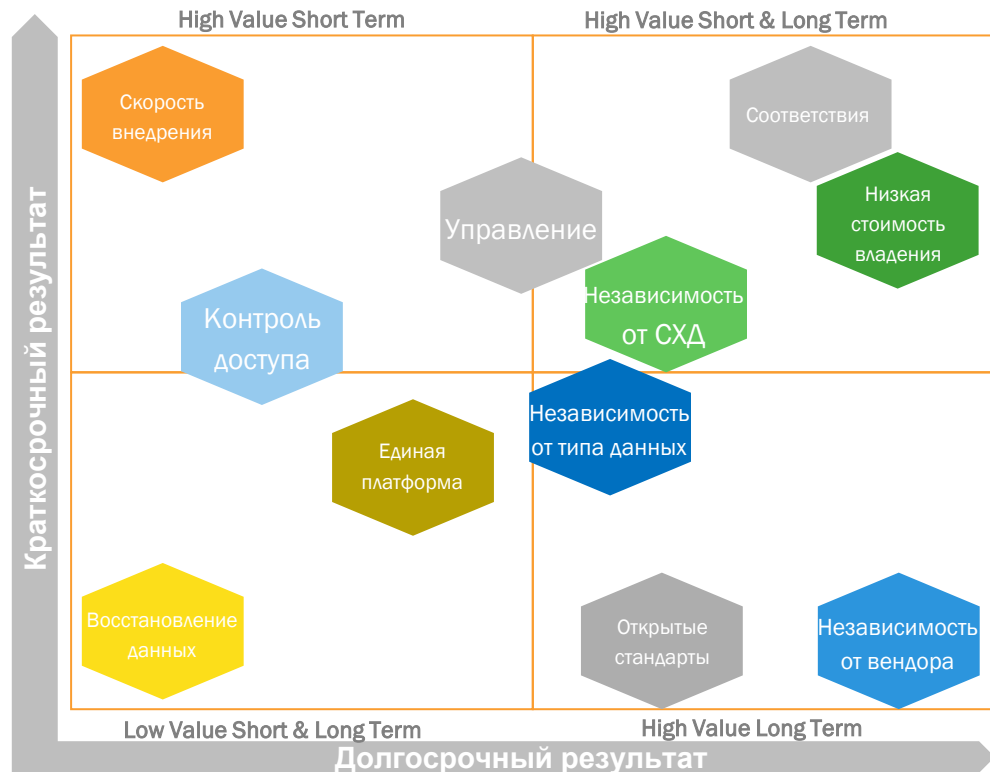 High Value Short Term
High Value Short & Long Term
Скорость
внедрения
Соответствия
Низкая
стоимость
владения
Управление
Независимость
от СХД
Контроль
доступа
Независимость
от типа данных
Единая
платформа
Восстановление
данных
Открытые
стандарты
Независимость
от вендора
Краткосрочный результат
Low Value Short & Long Term
High Value Long Term
Долгосрочный результат